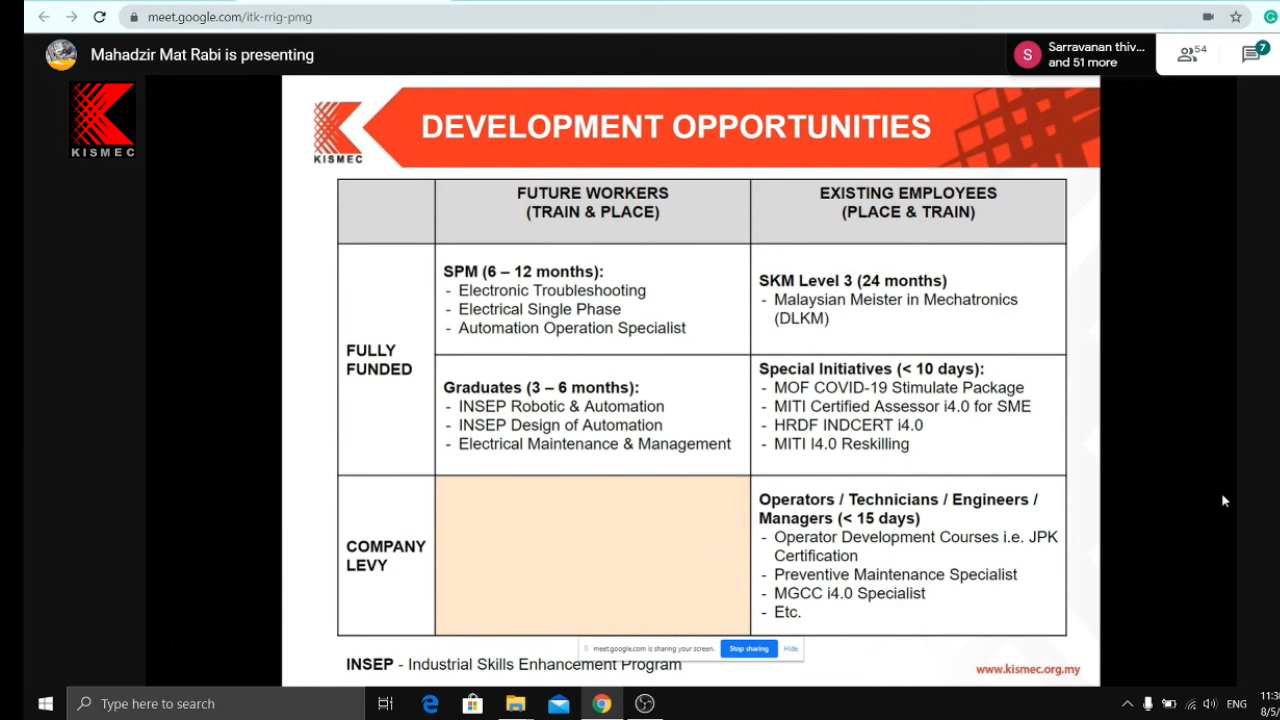 meet.google.com/itk-rrig-pmg
Mahadzir Mat Rabi is presenting
S
Sarravanan thiv...
and 51 more
54
7
KISMEC
KISMEC
DEVELOPMENT OPPORTUNITIES
FUTURE WORKERS
(TRAIN & PLACE)
EXISTING EMPLOYEES
(PLACE & TRAIN)
FULLY
FUNDED
SPM (6 – 12 months):
- Electronic Troubleshooting
- Electrical Single Phase
- Automation Operation Specialist
SKM Level 3 (24 months)
- Malaysian Meister in Mechatronics
(DLKM)
Graduates (3 – 6 months):
- INSEP Robotic & Automation
- INSEP Design of Automation
- Electrical Maintenance & Management
Special Initiatives (< 10 days):
- MOF COVID-19 Stimulate Package
- MITI Certified Assessor i4.0 for SME
- HRDF INDCERT i4.0
- MITI I4.0 Reskilling
COMPANY
LEVY
Operators / Technicians / Engineers /
Managers (< 15 days)
- Operator Development Courses i.e. JPK
Certification
- Preventive Maintenance Specialist
- MGCC i4.0 Specialist
- Etc.
meet.google.com is sharing your screen.
Stop sharing
Hide
INSEP - Industrial Skills Enhancement Program
www.kismec.org.my
Type here to search
ENG
11:30
8/5/